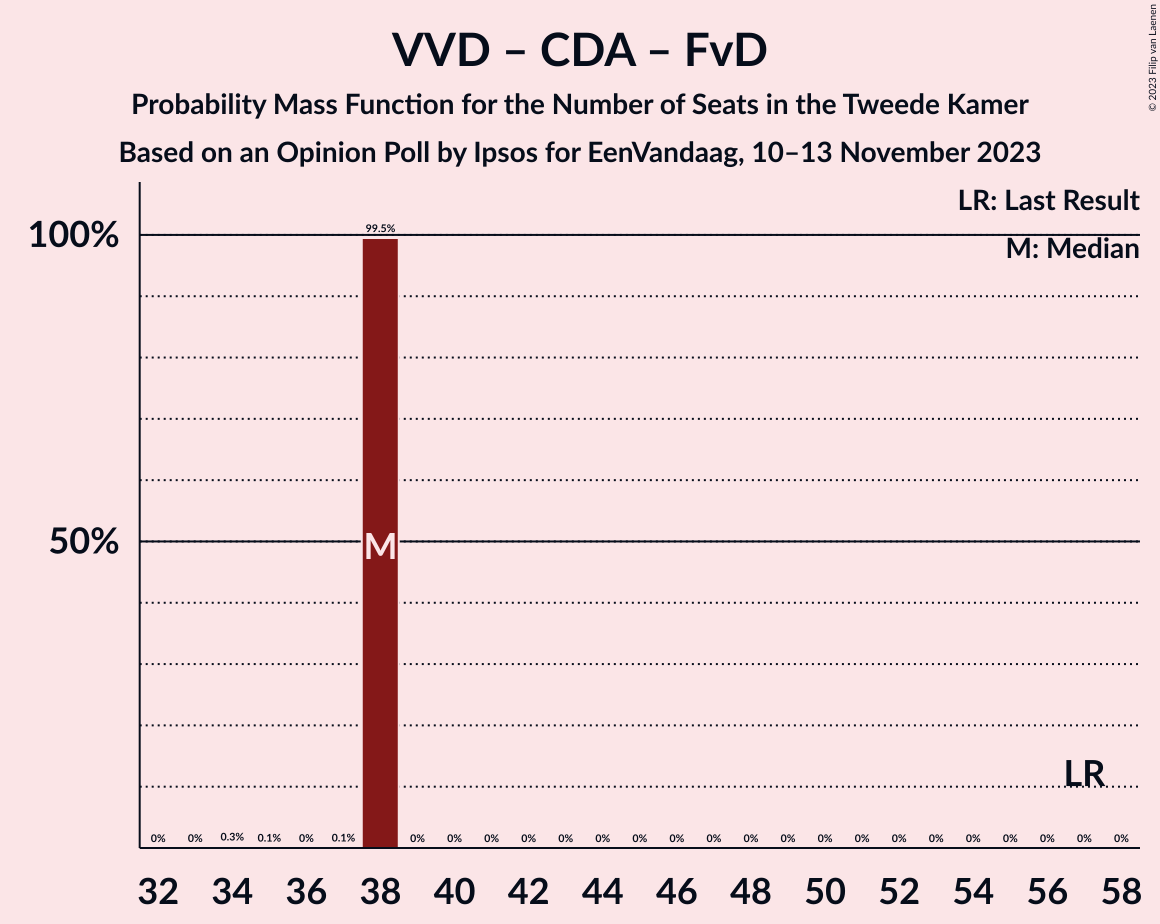 VVD – CDA – FvD
Probability Mass Function for the Number of Seats in the Tweede Kamer
Based on an Opinion Poll by Ipsos for EenVandaag, 10–13 November 2023
© 2023 Filip van Laenen
LR: Last Result
M: Median
100%
99.5%
50%
M
LR
0% 0% 0.3% 0.1% 0% 0.1% 0% 0% 0% 0% 0% 0% 0% 0% 0% 0% 0% 0% 0% 0% 0% 0% 0% 0% 0% 0%
32 34 36 38 40 42 44 46 48 50 52 54 56 58